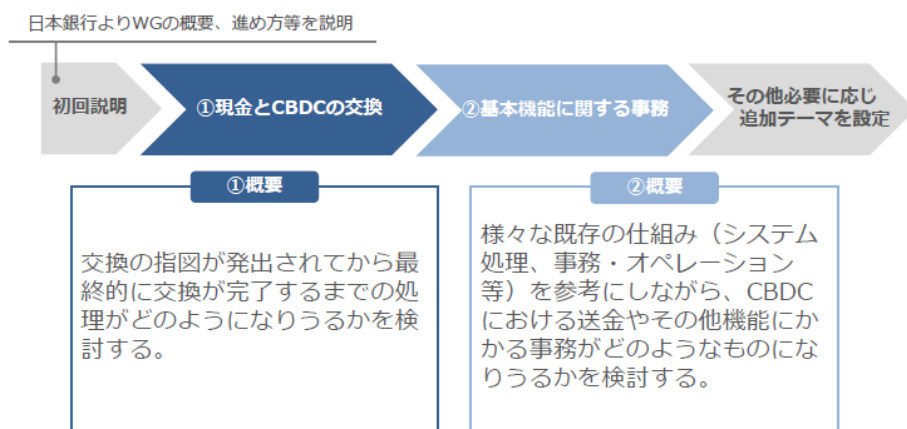 日本銀行よりWGの概要、進め方等を説明
初回説明
①現金とCBDCの交換
②基本機能に関する事務
その他必要に応じ
追加テーマを設定
①概要
交換の指図が発出されてから最
終的に交換が完了するまでの処
理がどのようになりうるかを検
討する。
②概要
様々な既存の仕組み（システム
処理、事務・オペレーション
等）を参考にしながら、CBDC
における送金やその他機能にか
かる事務がどのようなものにな
りうるかを検討する。